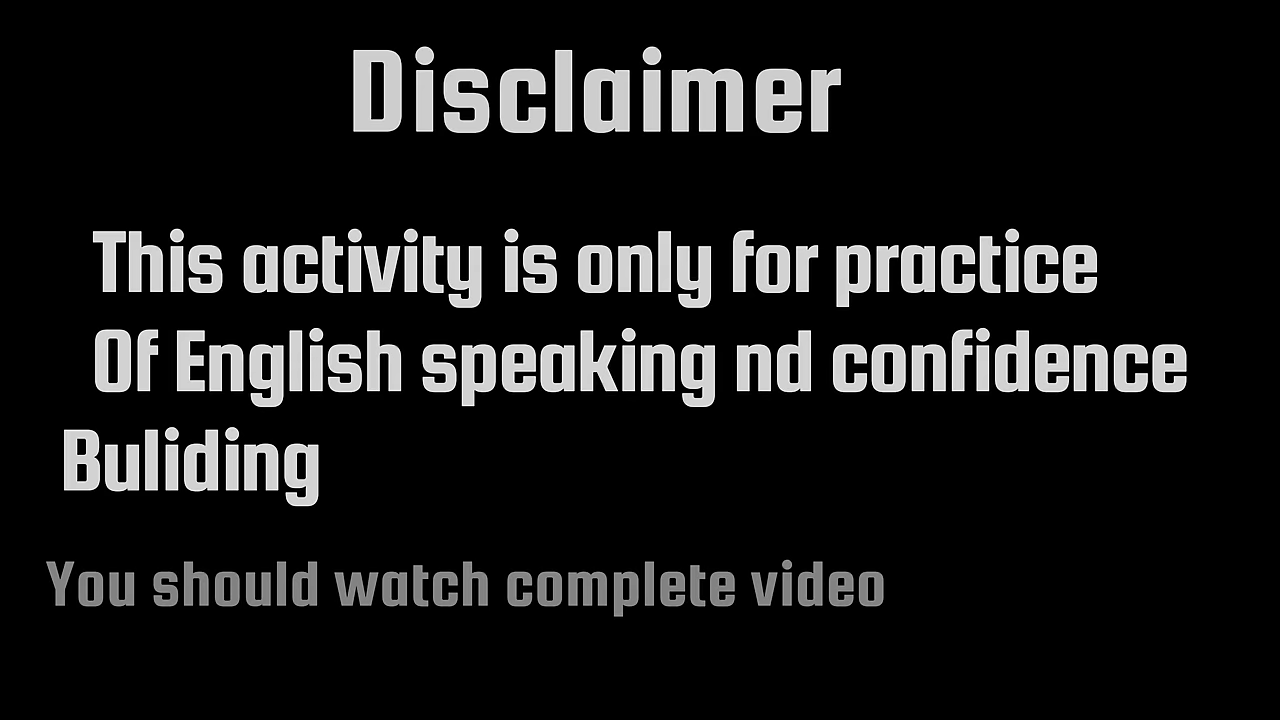 Disclaimer
This activity is only for practice
Of English speaking nd confidence
Buliding
You should watch complete video